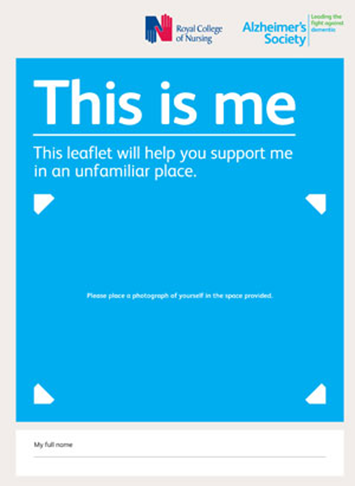 Royal College
of Nursing
Alzheimer's
Society
Leading the
fight against
dementia
This is me
This leaflet will help you support me
in an unfamiliar place.
Please place a photograph of yourself in the space provided.
My full name